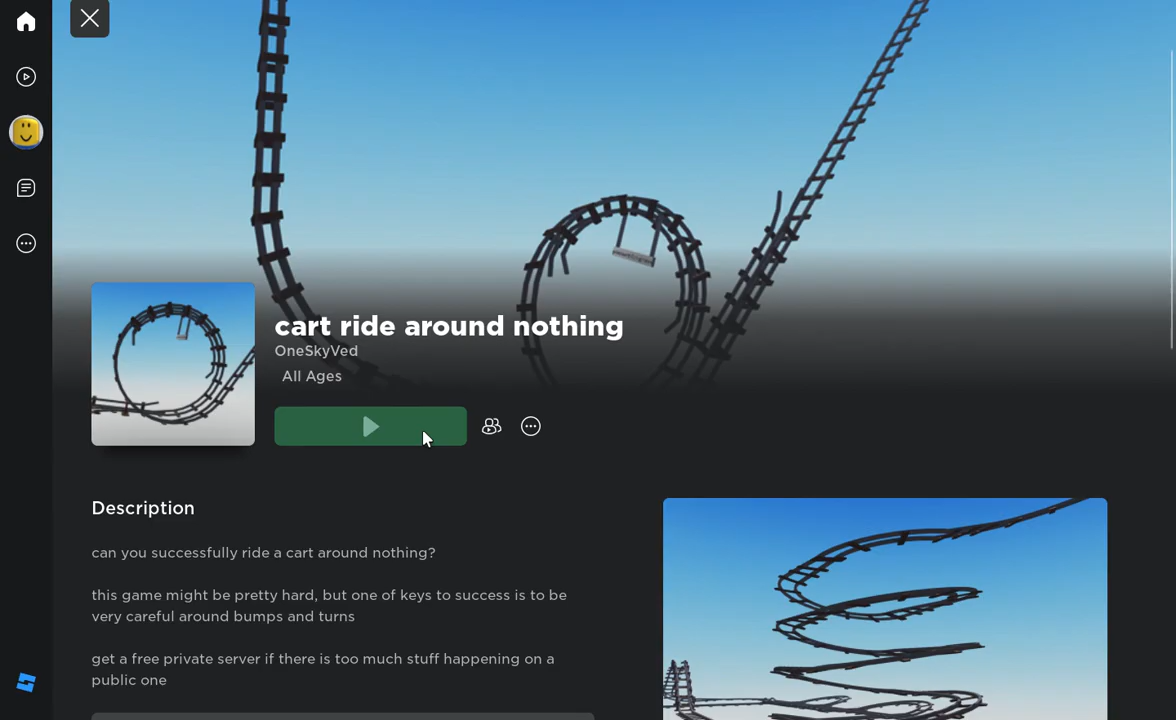 cart ride around nothing
OneSkyVed
All Ages
Description
can you successfully ride a cart around nothing?
this game might be pretty hard, but one of keys to success is to be
very careful around bumps and turns
get a free private server if there is too much stuff happening on a
public one